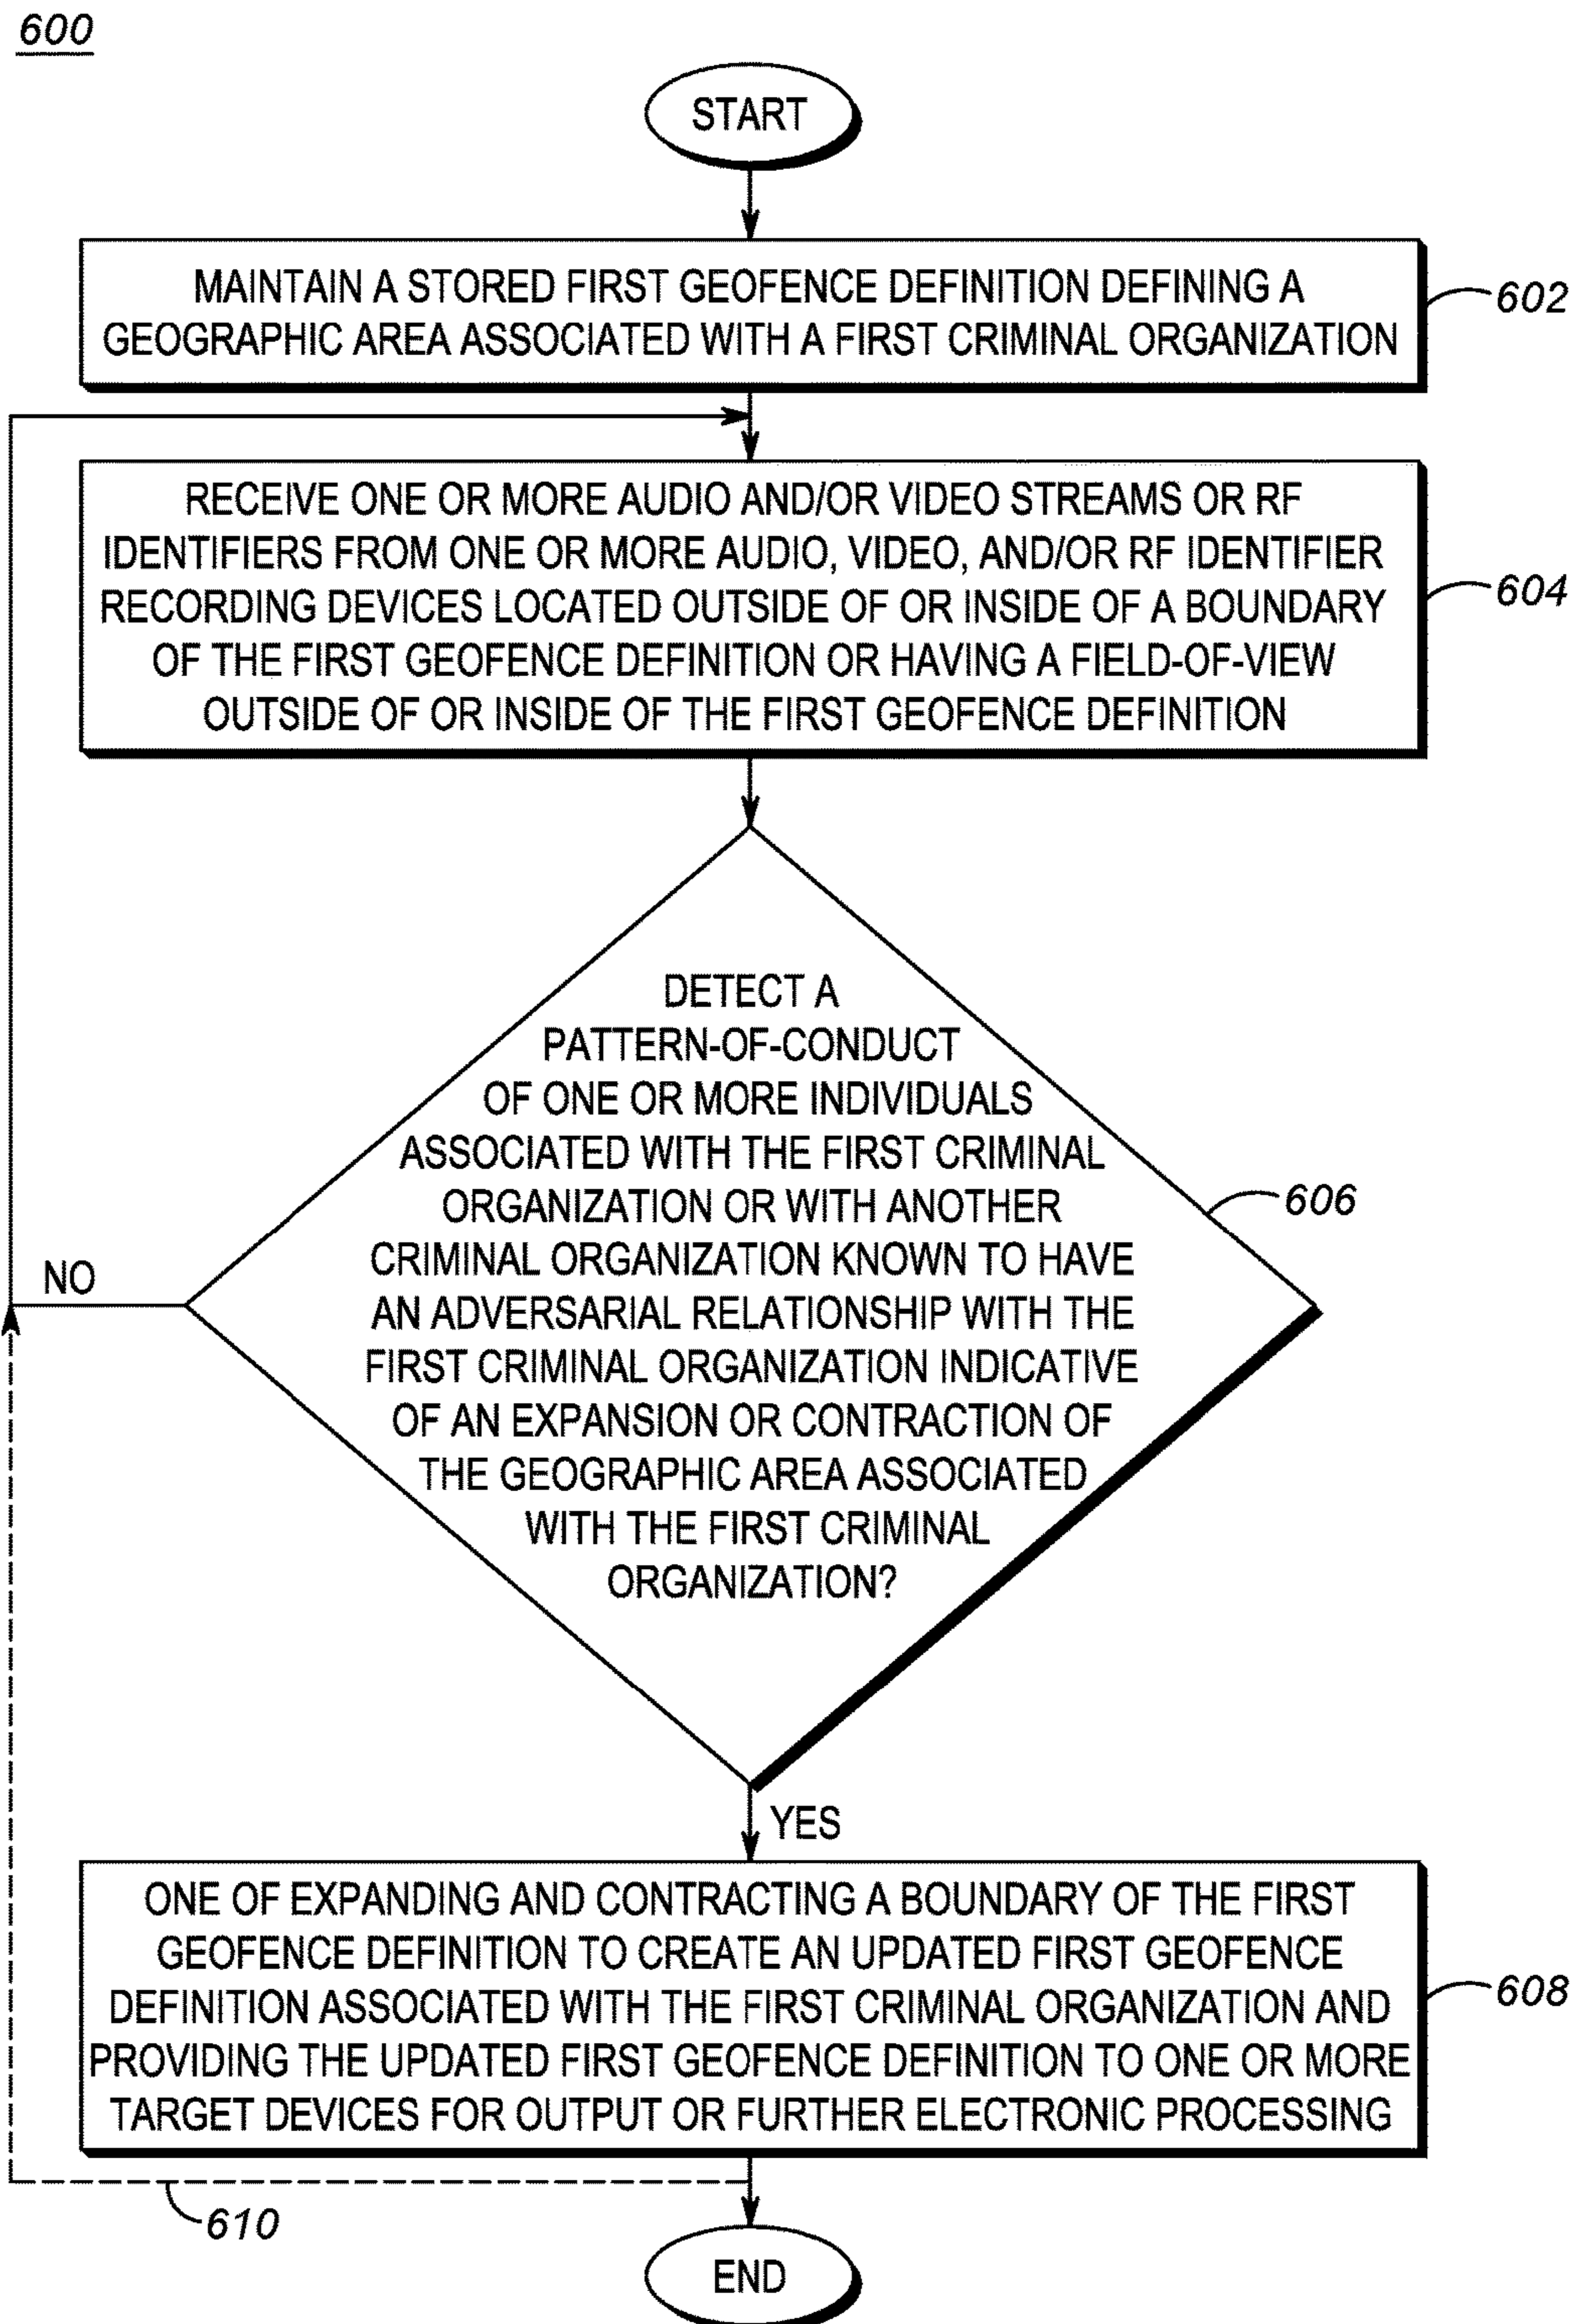 600
START
MAINTAIN A STORED FIRST GEOFENCE DEFINITION DEFINING A
GEOGRAPHIC AREA ASSOCIATED WITH A FIRST CRIMINAL ORGANIZATION
602
RECEIVE ONE OR MORE AUDIO AND/OR VIDEO STREAMS OR RF
IDENTIFIERS FROM ONE OR MORE AUDIO, VIDEO, AND/OR RF IDENTIFIER
RECORDING DEVICES LOCATED OUTSIDE OF OR INSIDE OF A BOUNDARY
OF THE FIRST GEOFENCE DEFINITION OR HAVING A FIELD-OF-VIEW
OUTSIDE OF OR INSIDE OF THE FIRST GEOFENCE DEFINITION
604
DETECT A
PATTERN-OF-CONDUCT
OF ONE OR MORE INDIVIDUALS
ASSOCIATED WITH THE FIRST CRIMINAL
ORGANIZATION OR WITH ANOTHER
CRIMINAL ORGANIZATION KNOWN TO HAVE
AN ADVERSARIAL RELATIONSHIP WITH THE
FIRST CRIMINAL ORGANIZATION INDICATIVE
OF AN EXPANSION OR CONTRACTION OF
THE GEOGRAPHIC AREA ASSOCIATED
WITH THE FIRST CRIMINAL
ORGANIZATION?
606
NO
YES
ONE OF EXPANDING AND CONTRACTING A BOUNDARY OF THE FIRST
GEOFENCE DEFINITION TO CREATE AN UPDATED FIRST GEOFENCE
DEFINITION ASSOCIATED WITH THE FIRST CRIMINAL ORGANIZATION AND
PROVIDING THE UPDATED FIRST GEOFENCE DEFINITION TO ONE OR MORE
TARGET DEVICES FOR OUTPUT OR FURTHER ELECTRONIC PROCESSING
608
610
END